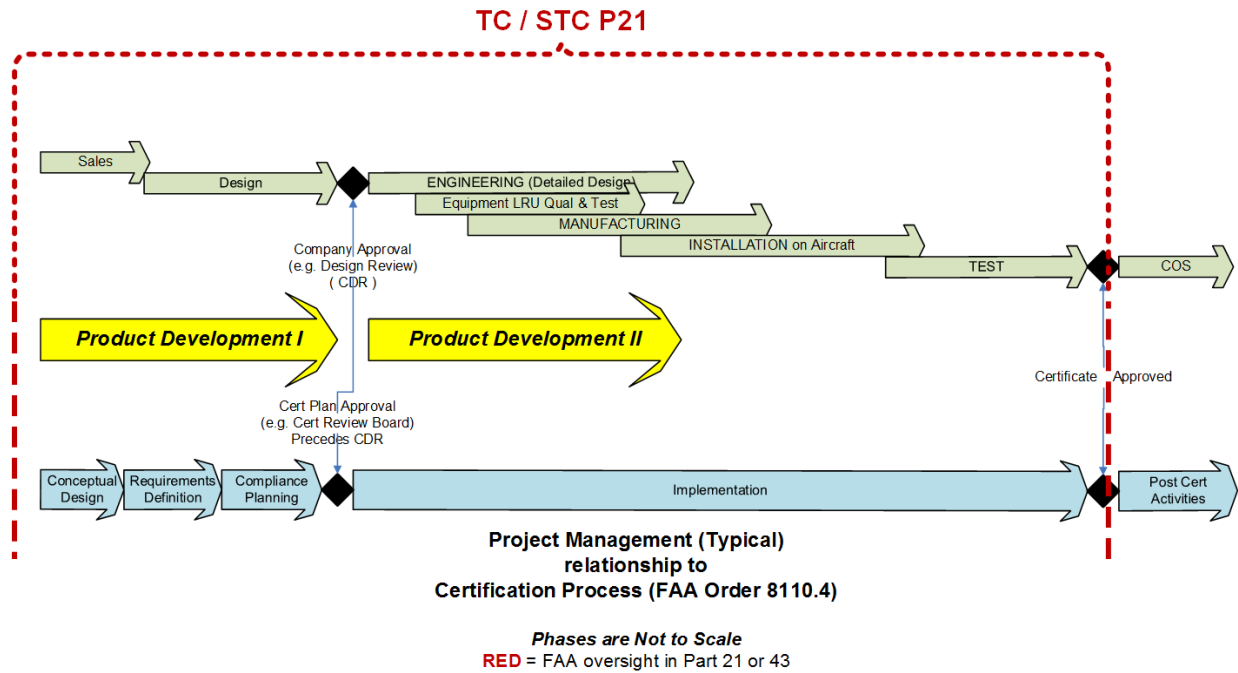 TC / STC P21
Sales
Design
ENGINEERING (Detailed Design)
Equipment LRU Qual & Test
MANUFACTURING
INSTALLATION on Aircraft
TEST
COS
Company Approval
(e.g. Design Review)
( CDR )
Product Development I
Product Development II
Certificate Approved
Cert Plan Approval
(e.g. Cert Review Board)
Precedes CDR
Conceptual
Design
Requirements
Definition
Compliance
Planning
Implementation
Post Cert
Activities
Project Management (Typical)
relationship to
Certification Process (FAA Order 8110.4)
Phases are Not to Scale
RED = FAA oversight in Part 21 or 43